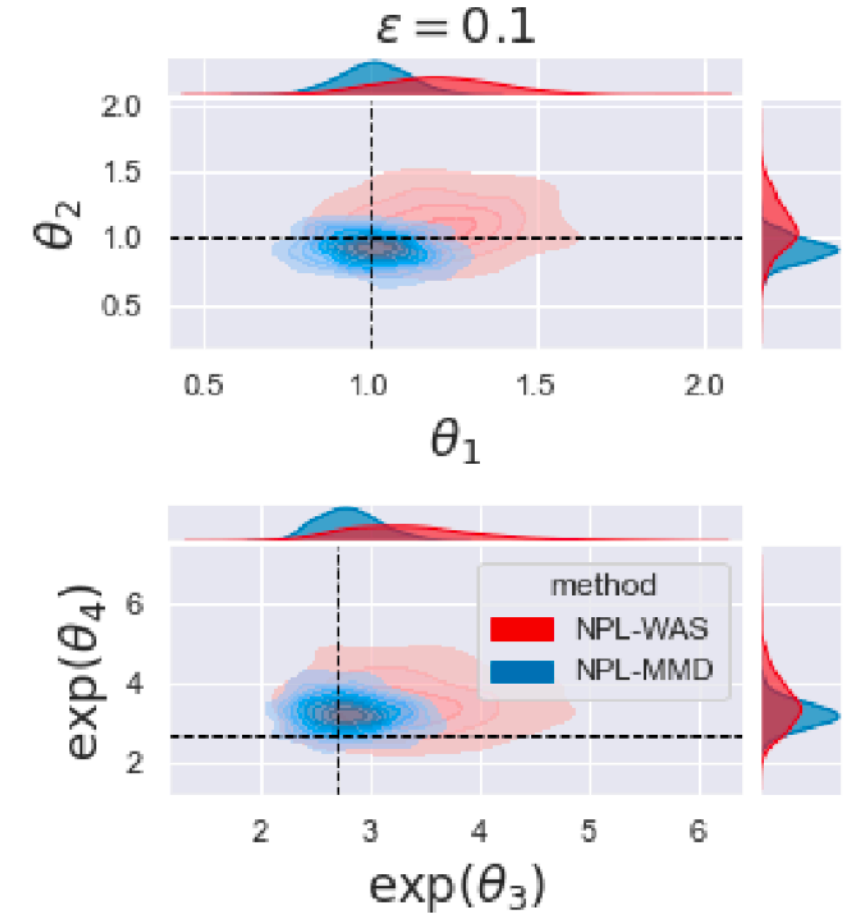 ε = 0.1
2.0
1.5
θ₂
1.0
0.5
0.5 1.0 1.5 2.0
θ₁
method
NPL-WAS
NPL-MMD
exp(θ₄)
6
4
2
2 3 4 5 6
exp(θ₃)